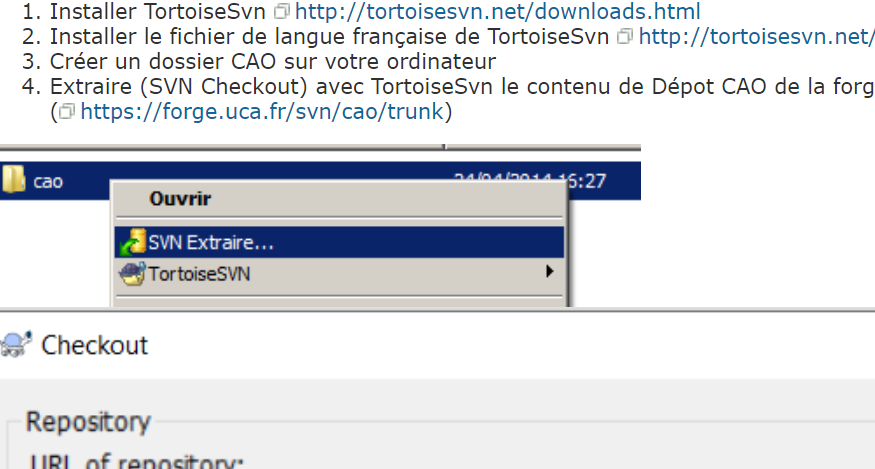 1. Installer TortoiseSvn http://tortoisesvn.net/downloads.html
2. Installer le fichier de langue française de TortoiseSvn http://tortoisesvn.net/
3. Créer un dossier CAO sur votre ordinateur
4. Extraire (SVN Checkout) avec TortoiseSvn le contenu de Dépot CAO de la forg
(https://forge.uca.fr/svn/cao/trunk)
cao 24/04/2014 16:27
Ouvrir
SVN Extraire...
TortoiseSVN
Checkout
Repository
URL of repository: